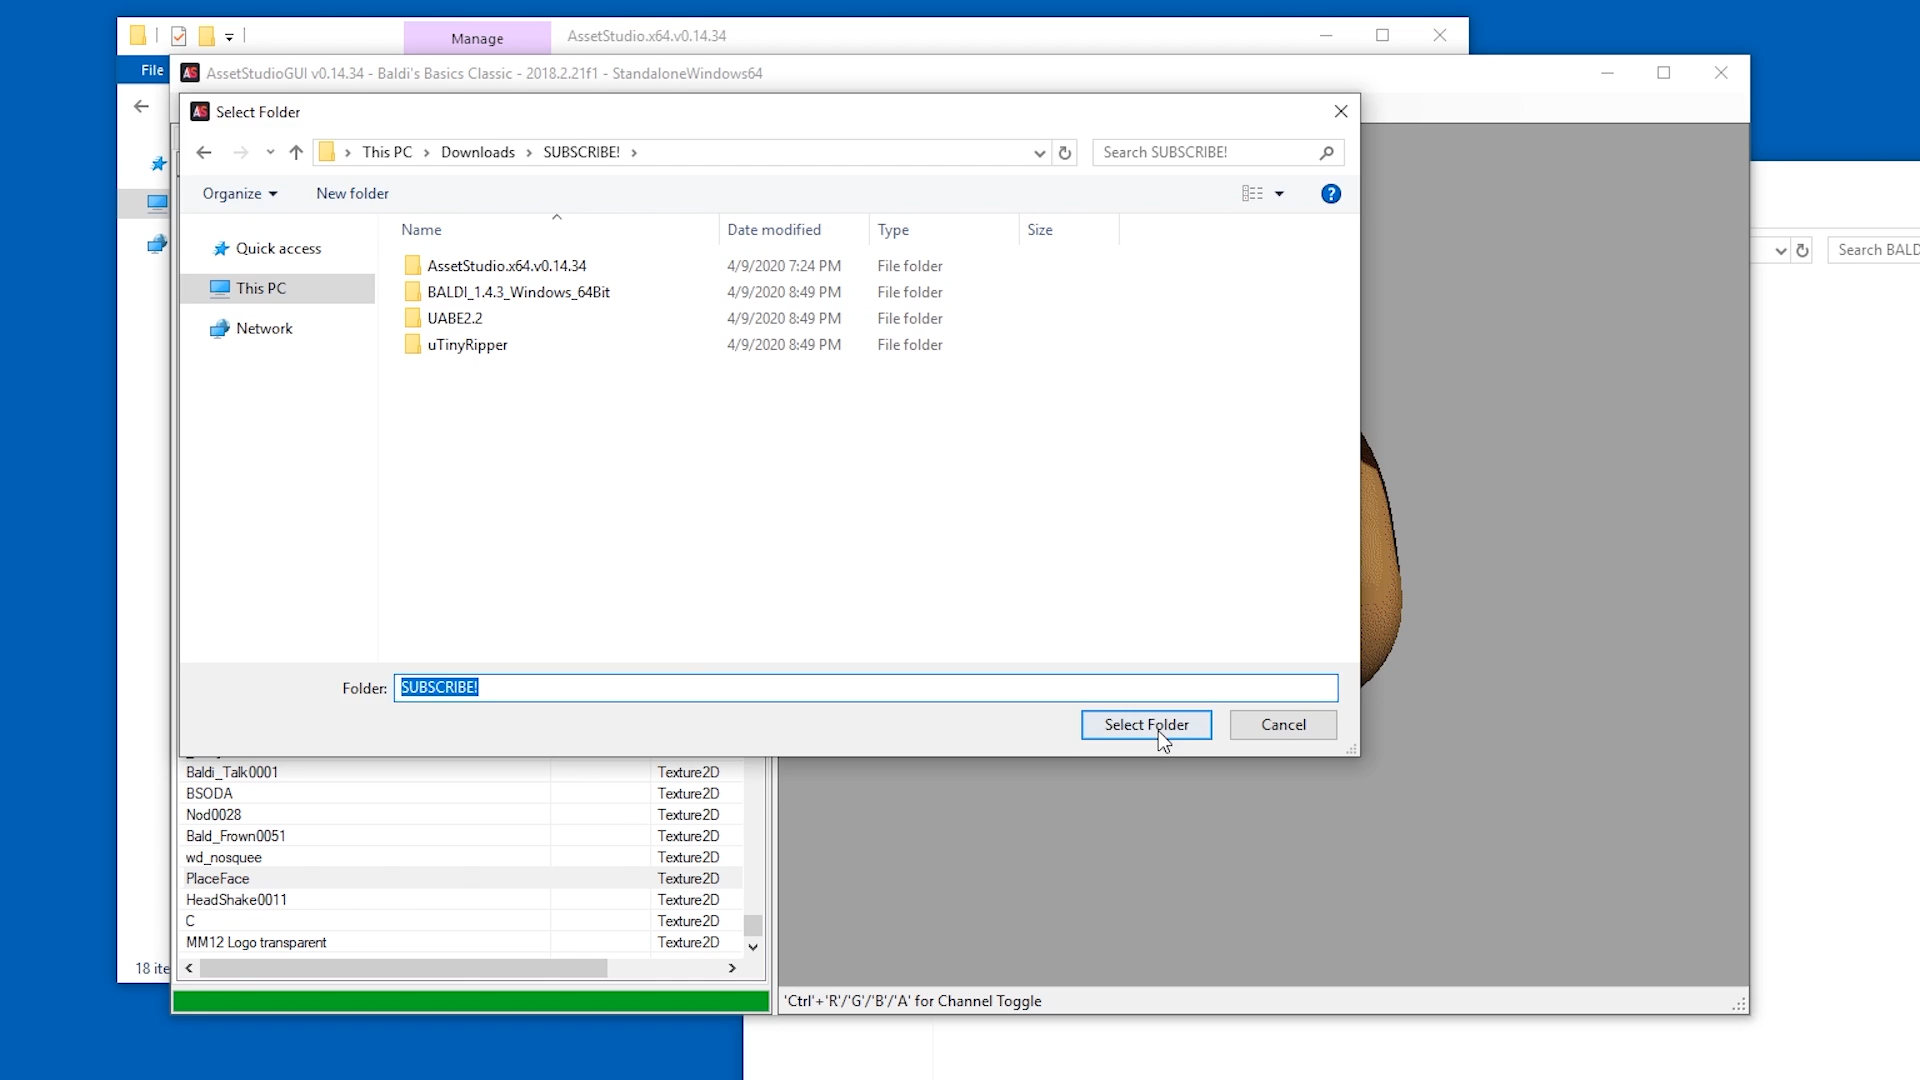 Manage
AssetStudio.x64.v0.14.34
File
AssetStudioGUI v0.14.34 - Baldi's Basics Classic - 2018.2.21f1 - StandaloneWindows64
Select Folder
This PC > Downloads > SUBSCRIBE! >
Search SUBSCRIBE!
Organize
New folder
Search BALD
Name
Date modified
Type
Size
Quick access
This PC
Network
AssetStudio.x64.v0.14.34 4/9/2020 7:24 PM File folder
BALDI_1.4.3_Windows_64Bit 4/9/2020 8:49 PM File folder
UABE2.2 4/9/2020 8:49 PM File folder
uTinyRipper 4/9/2020 8:49 PM File folder
Folder: SUBSCRIBE!
Select Folder
Cancel
Baldi_Talk0001 Texture2D
BSODA Texture2D
Nod0028 Texture2D
Bald_Frown0051 Texture2D
wd_nosquee Texture2D
PlaceFace Texture2D
HeadShake0011 Texture2D
C Texture2D
MM12 Logo transparent Texture2D
18 ite
'Ctrl'+'R'/'G'/'B'/'A' for Channel Toggle